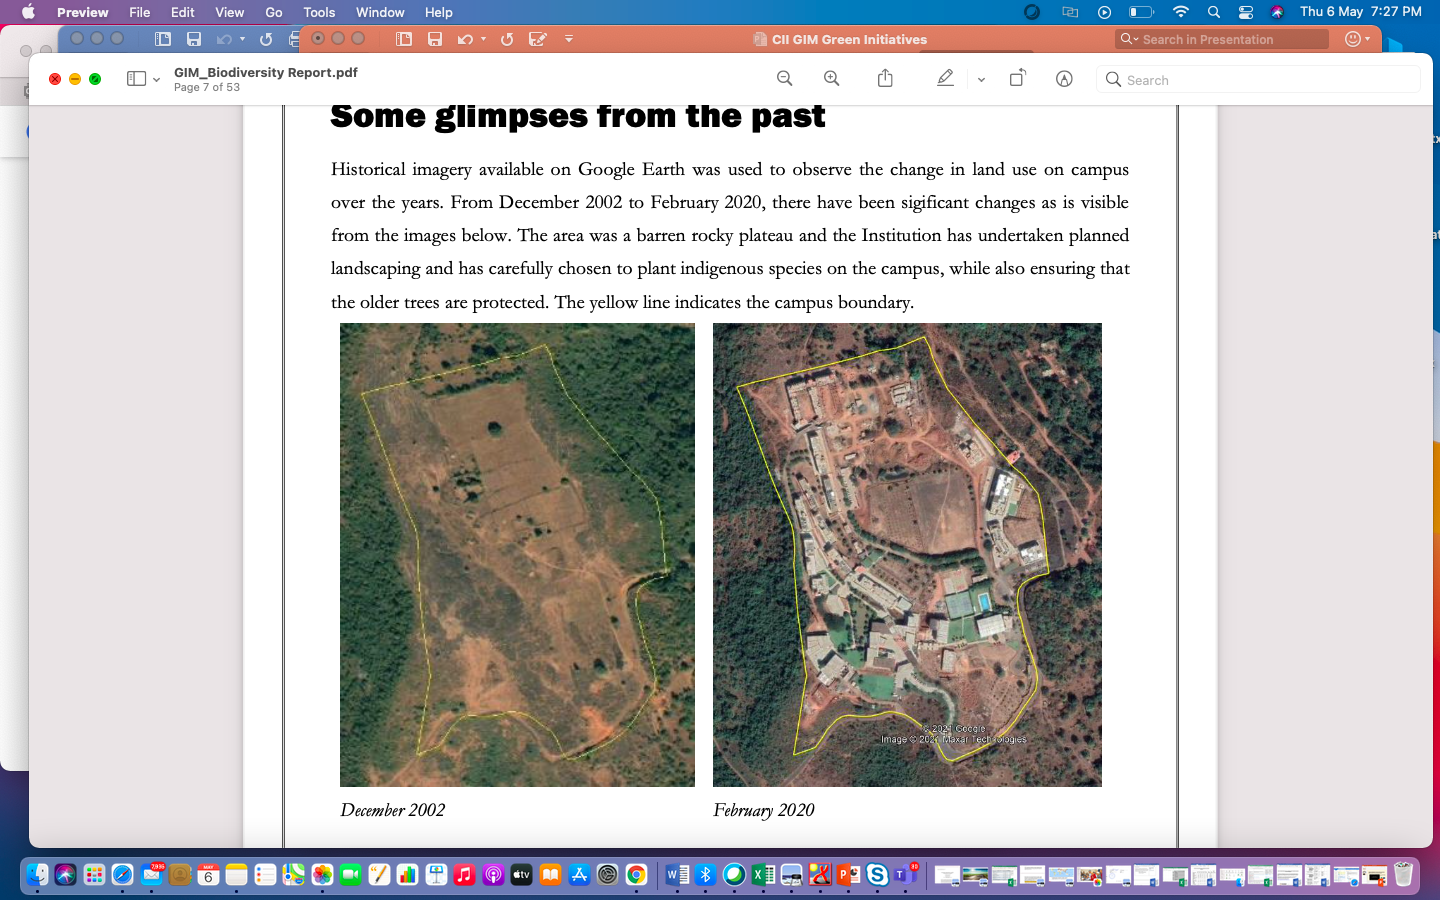 Preview File Edit View Go Tools Window Help Thu 6 May 7:27 PM
CII GIM Green Initiatives
Search in Presentation
GIM_Biodiversity Report.pdf
Page 7 of 53
Search
Some glimpses from the past
Historical imagery available on Google Earth was used to observe the change in land use on campus
over the years. From December 2002 to February 2020, there have been sigificant changes as is visible
from the images below. The area was a barren rocky plateau and the Institution has undertaken planned
landscaping and has carefully chosen to plant indigenous species on the campus, while also ensuring that
the older trees are protected. The yellow line indicates the campus boundary.
© 2021 Google
Image © 2021 Maxar Technologies
December 2002
February 2020
MAY
6
tv